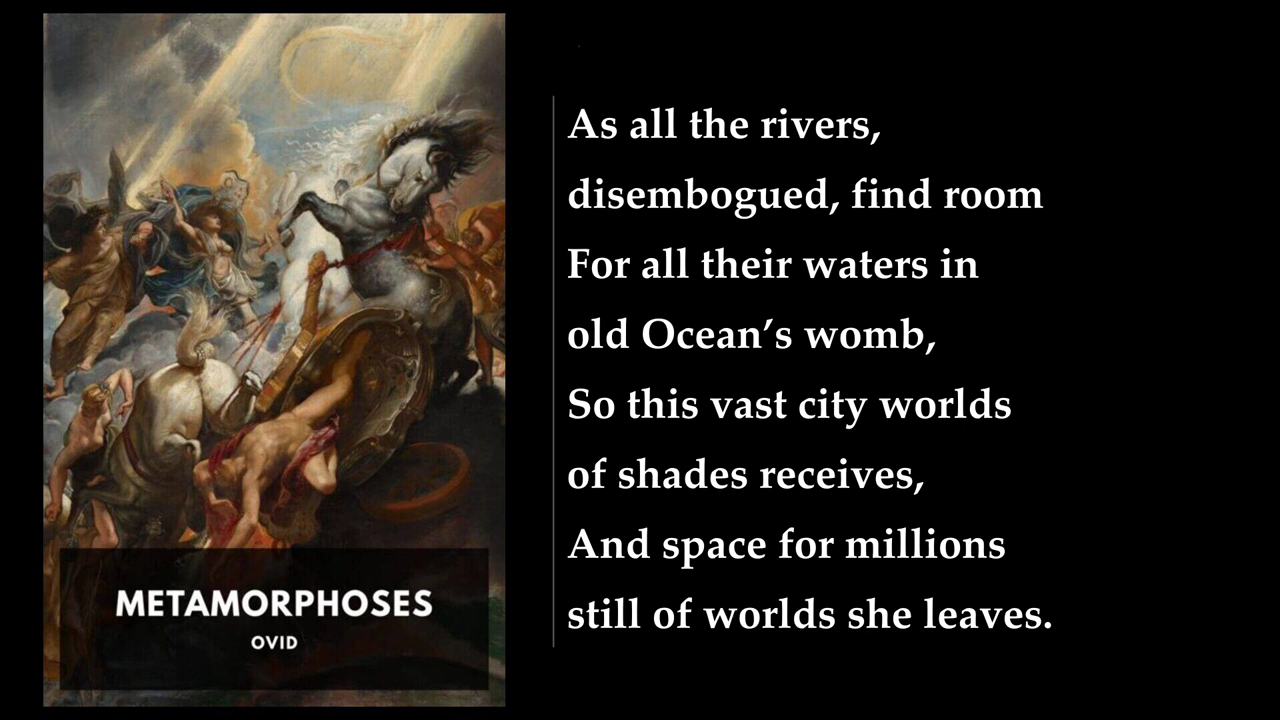 METAMORPHOSES
OVID
As all the rivers,
disembogued, find room
For all their waters in
old Ocean’s womb,
So this vast city worlds
of shades receives,
And space for millions
still of worlds she leaves.